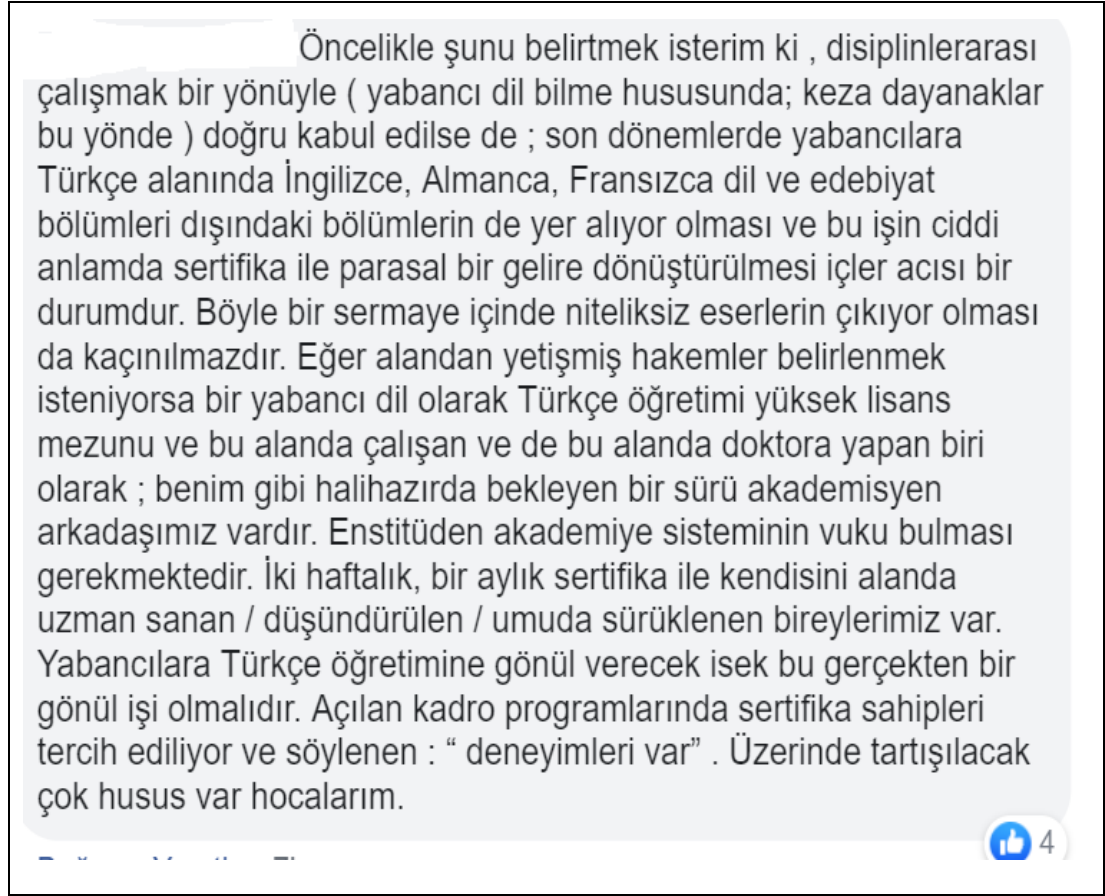 Öncelikle şunu belirtmek isterim ki , disiplinlerarası
çalışmak bir yönüyle ( yabancı dil bilme hususunda; keza dayanaklar
bu yönde ) doğru kabul edilse de ; son dönemlerde yabancılara
Türkçe alanında İngilizce, Almanca, Fransızca dil ve edebiyat
bölümleri dışındaki bölümlerin de yer alıyor olması ve bu işin ciddi
anlamda sertifika ile parasal bir gelire dönüştürülmesi içler acısı bir
durumdur. Böyle bir sermaye içinde niteliksiz eserlerin çıkıyor olması
da kaçınılmazdır. Eğer alandan yetişmiş hakemler belirlenmek
isteniyorsa bir yabancı dil olarak Türkçe öğretimi yüksek lisans
mezunu ve bu alanda çalışan ve de bu alanda doktora yapan biri
olarak ; benim gibi halihazırda bekleyen bir sürü akademisyen
arkadaşımız vardır. Enstitüden akademiye sisteminin vuku bulması
gerekmektedir. İki haftalık, bir aylık sertifika ile kendisini alanda
uzman sanan / düşündürülen / umuda sürüklenen bireylerimiz var.
Yabancılara Türkçe öğretimine gönül verecek isek bu gerçekten bir
gönül işi olmalıdır. Açılan kadro programlarında sertifika sahipleri
tercih ediliyor ve söylenen : “ deneyimleri var” . Üzerinde tartışılacak
çok husus var hocalarım.
4